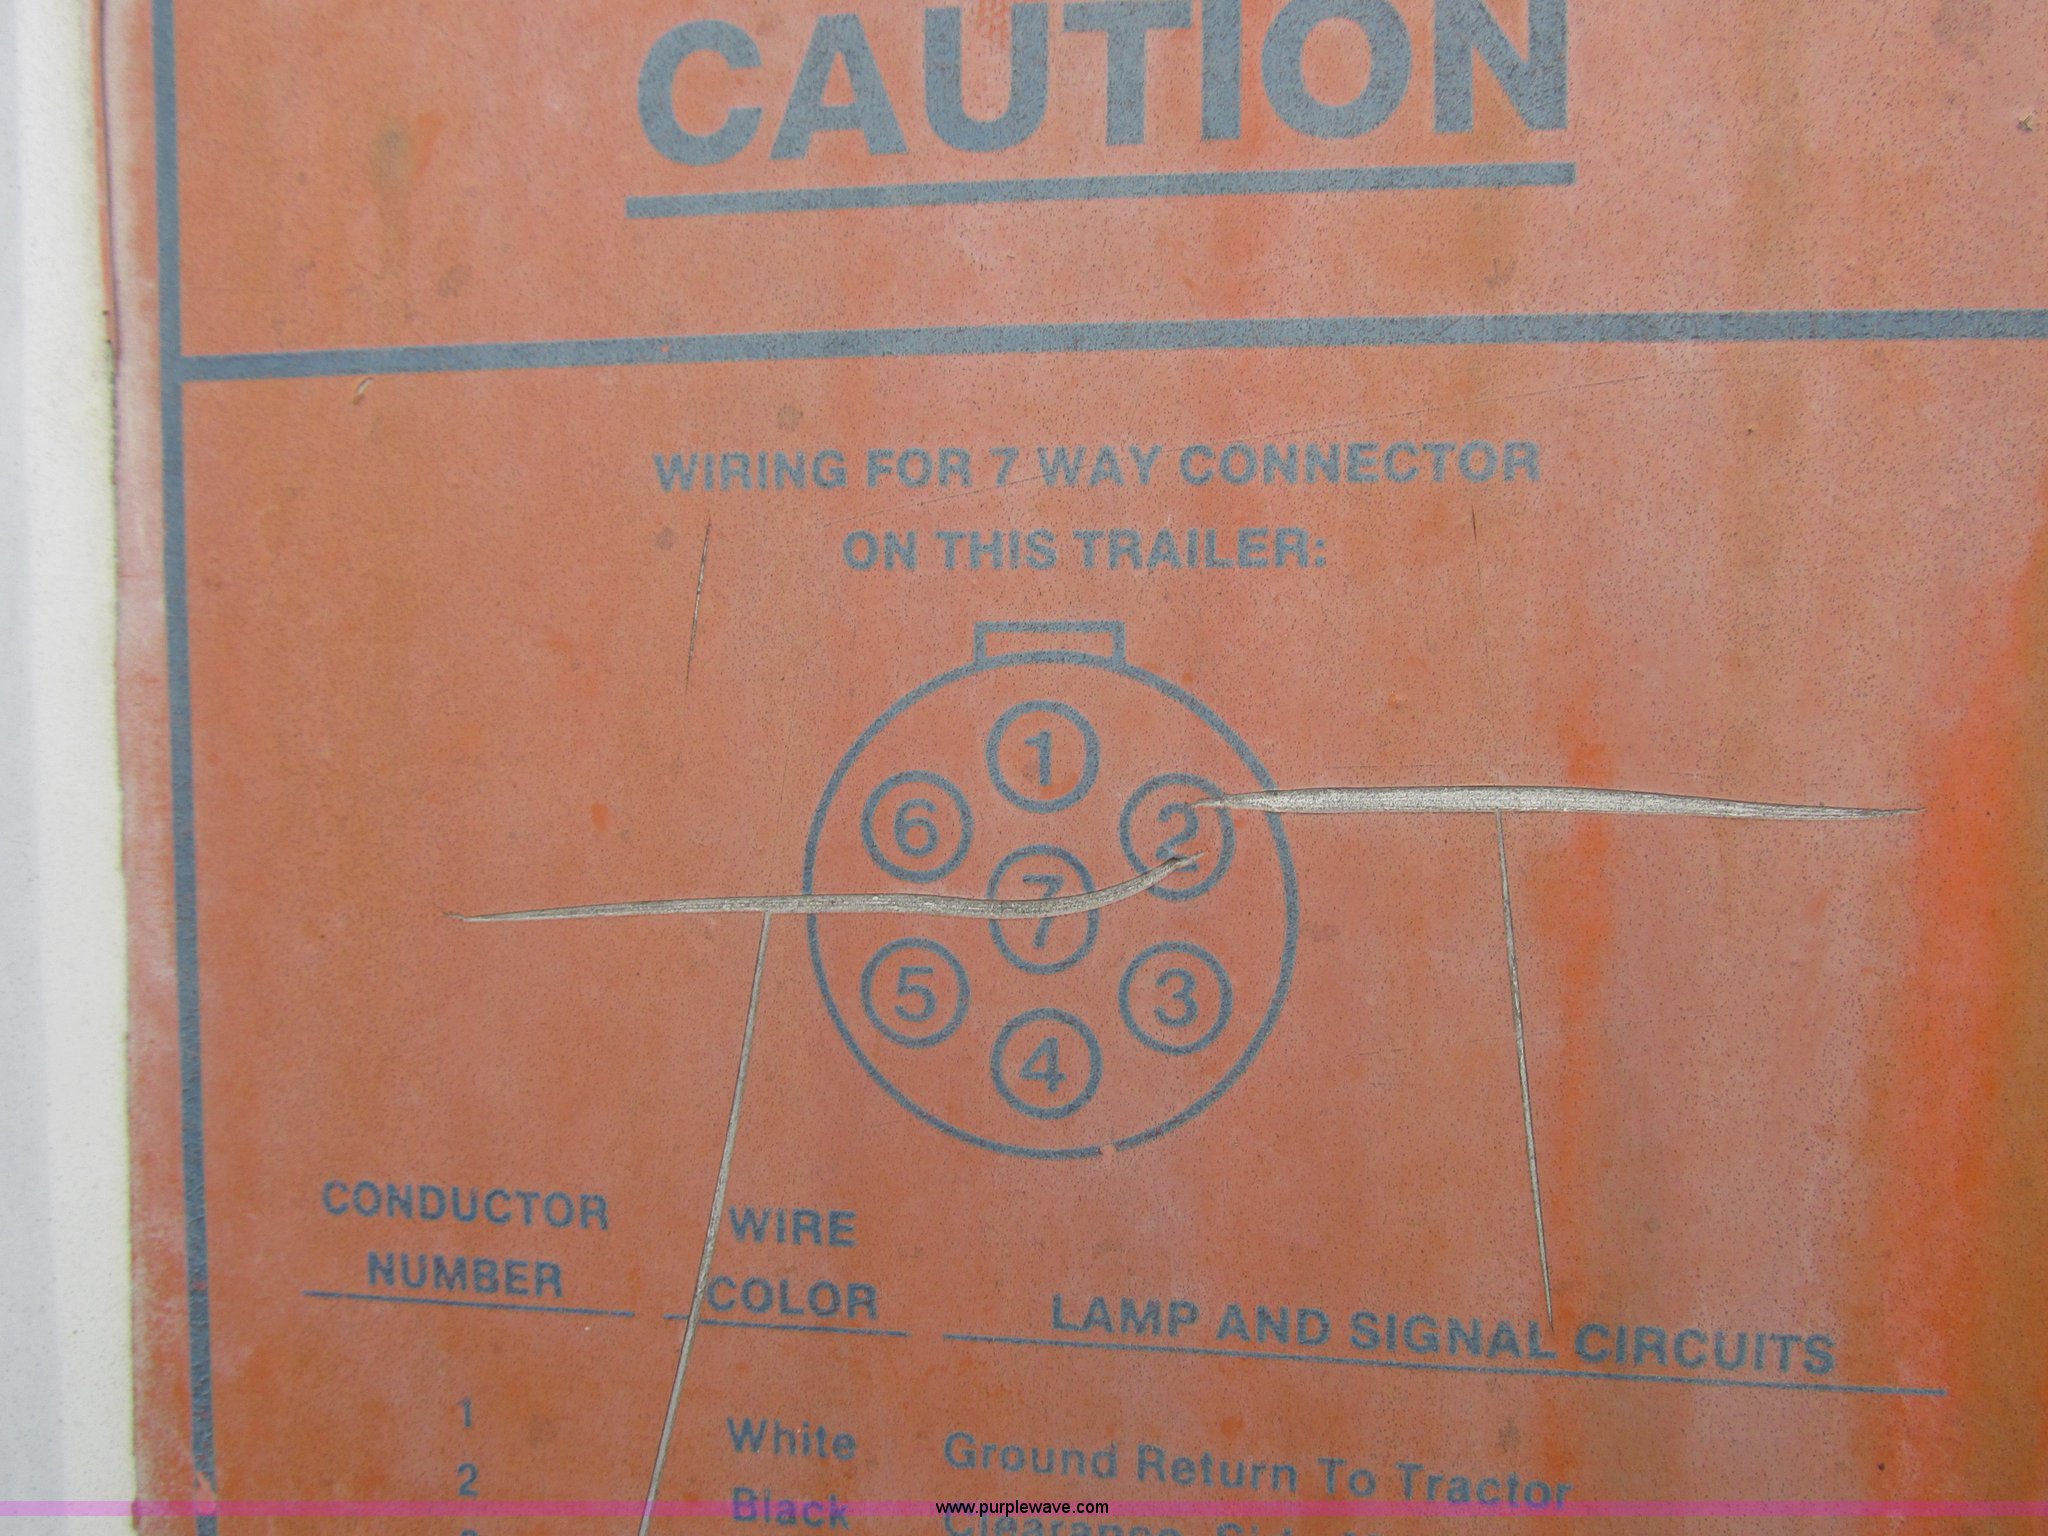 CAUTION
WIRING FOR 7 WAY CONNECTOR
ON THIS TRAILER:
1
6 2
7
5 3
4
CONDUCTOR NUMBER
WIRE COLOR
LAMP AND SIGNAL CIRCUITS
1 White Ground Return To Tractor
2 Black Clearance,
www.purplewave.com